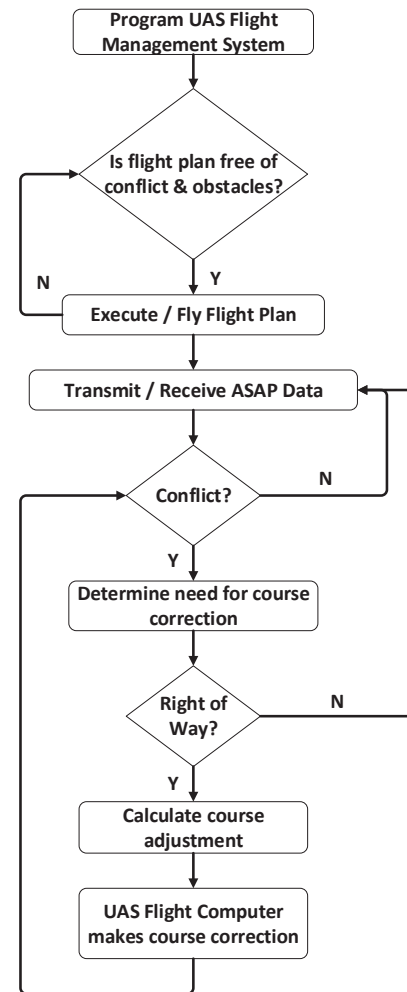 Program UAS Flight
Management System
Is flight plan free of
conflict & obstacles?
N
Y
Execute / Fly Flight Plan
Transmit / Receive ASAP Data
Conflict?
N
Y
Determine need for course
correction
Right of
Way?
N
Y
Calculate course
adjustment
UAS Flight Computer
makes course correction